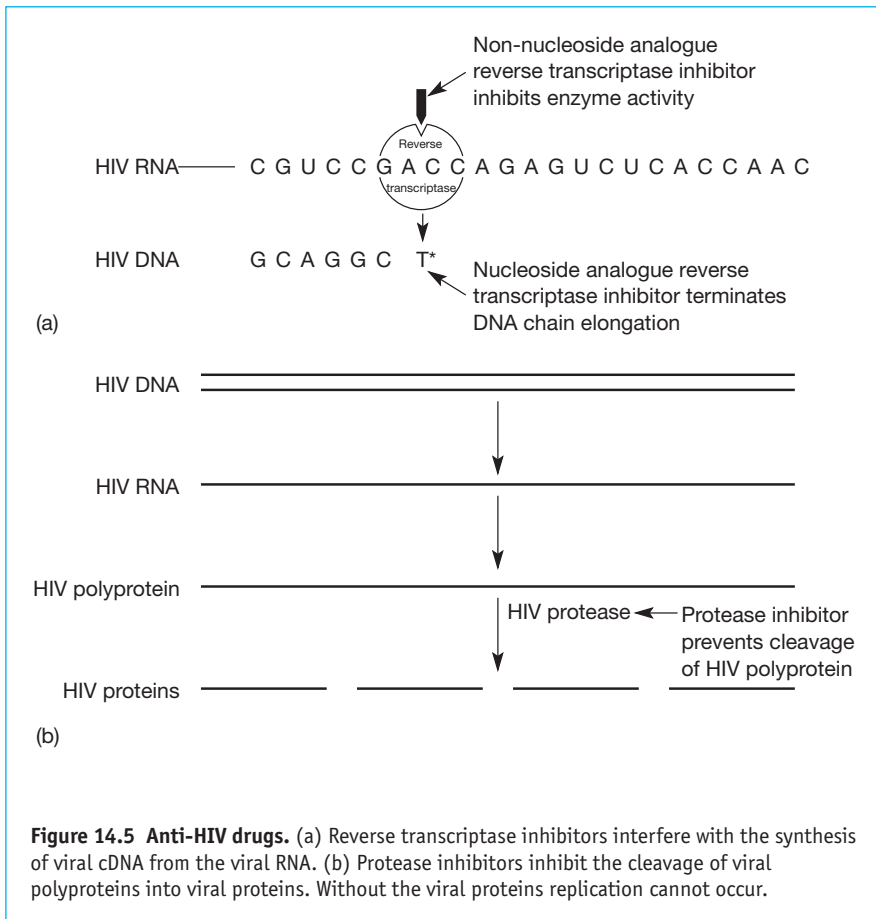 Non-nucleoside analogue
reverse transcriptase inhibitor
inhibits enzyme activity
Reverse
HIV RNA C G U C C G A C C A G A G U C U C A C C A A C
transcriptase
HIV DNA G C A G G C T*
Nucleoside analogue reverse
transcriptase inhibitor terminates
DNA chain elongation
(a)
HIV DNA
HIV RNA
HIV polyprotein
HIV protease Protease inhibitor
prevents cleavage
of HIV polyprotein
HIV proteins
(b)
Figure 14.5 Anti-HIV drugs. (a) Reverse transcriptase inhibitors interfere with the synthesis
of viral cDNA from the viral RNA. (b) Protease inhibitors inhibit the cleavage of viral
polyproteins into viral proteins. Without the viral proteins replication cannot occur.